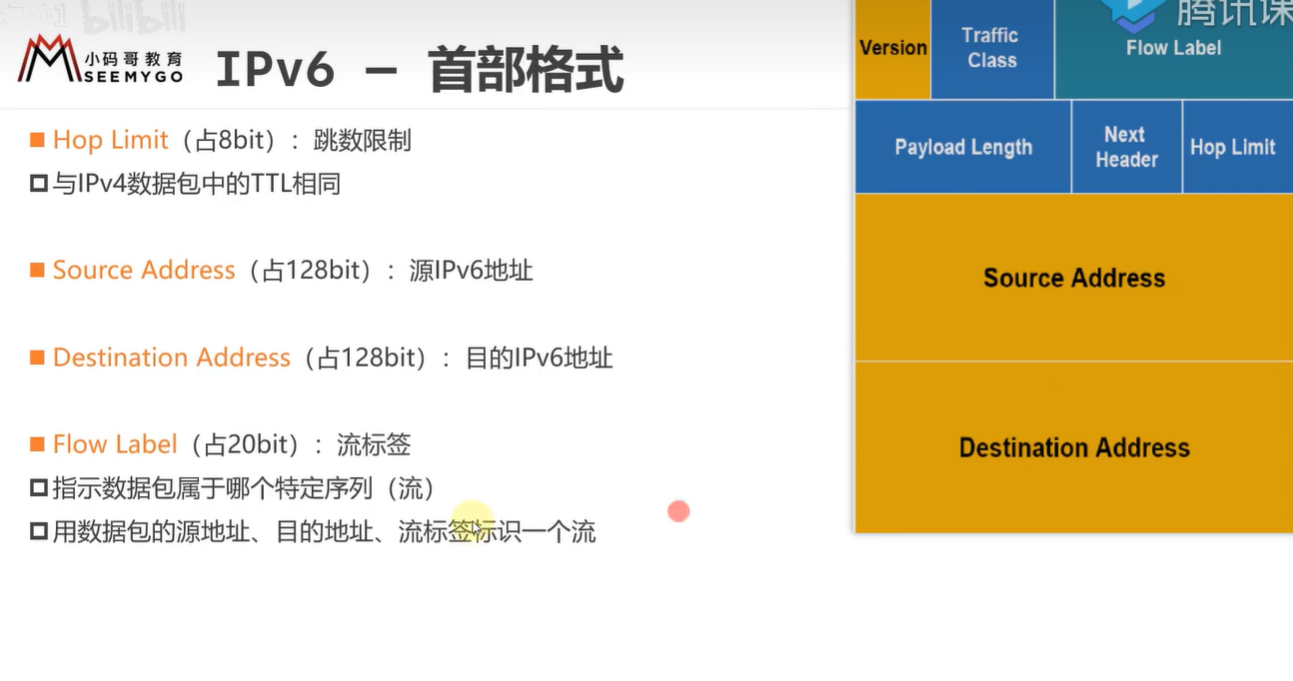 bilibili
腾讯课
小码哥教育
SEEMYGO
IPv6 – 首部格式
Hop Limit（占8bit）：跳数限制
与IPv4数据包中的TTL相同
Source Address（占128bit）：源IPv6地址
Destination Address（占128bit）：目的IPv6地址
Flow Label（占20bit）：流标签
指示数据包属于哪个特定序列（流）
用数据包的源地址、目的地址、流标签标识一个流
Version
Traffic
Class
Flow Label
Payload Length
Next
Header
Hop Limit
Source Address
Destination Address